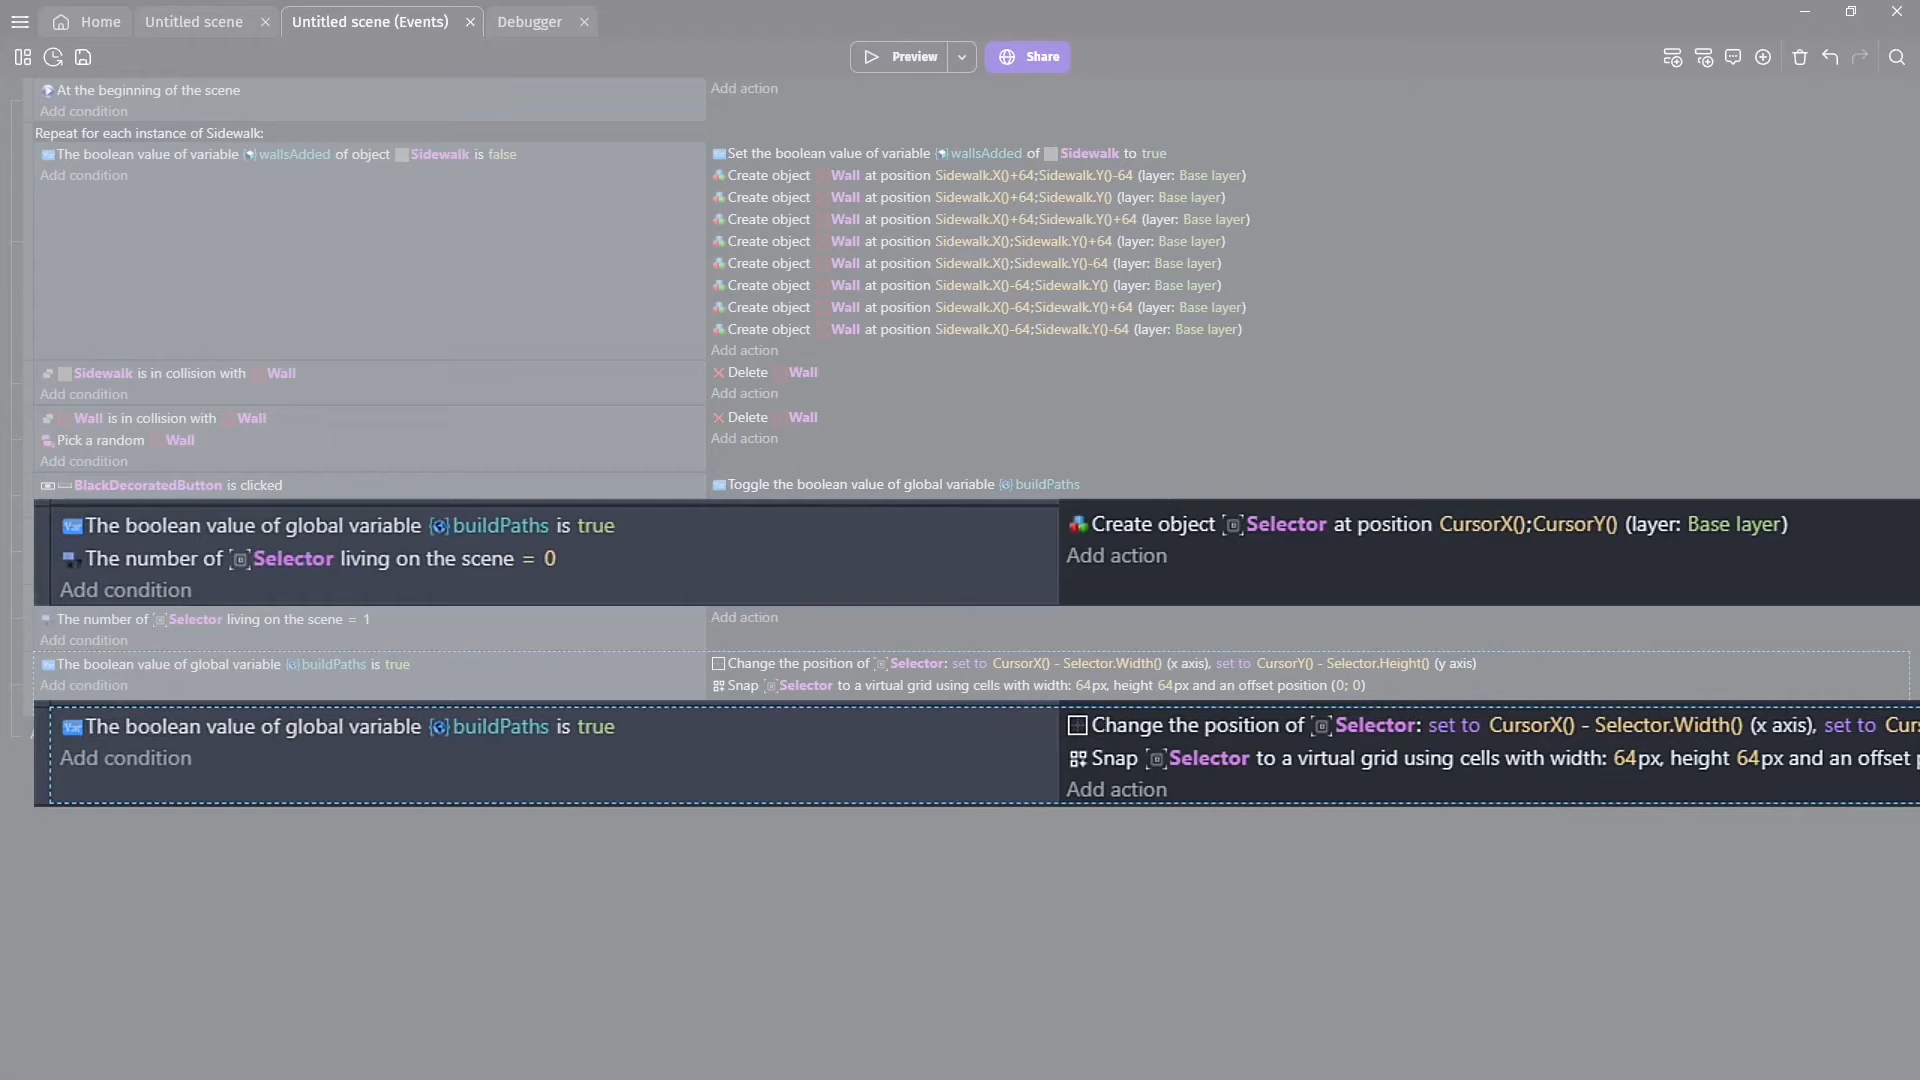 Home
Untitled scene
Untitled scene (Events)
Debugger
Preview
Share
At the beginning of the scene
Add condition
Add action
Repeat for each instance of Sidewalk:
The boolean value of variable wallsAdded of object Sidewalk is false
Add condition
Set the boolean value of variable wallsAdded of Sidewalk to true
Create object Wall at position Sidewalk.X()+64;Sidewalk.Y()-64 (layer: Base layer)
Create object Wall at position Sidewalk.X()+64;Sidewalk.Y() (layer: Base layer)
Create object Wall at position Sidewalk.X()+64;Sidewalk.Y()+64 (layer: Base layer)
Create object Wall at position Sidewalk.X();Sidewalk.Y()+64 (layer: Base layer)
Create object Wall at position Sidewalk.X();Sidewalk.Y()-64 (layer: Base layer)
Create object Wall at position Sidewalk.X()-64;Sidewalk.Y() (layer: Base layer)
Create object Wall at position Sidewalk.X()-64;Sidewalk.Y()+64 (layer: Base layer)
Create object Wall at position Sidewalk.X()-64;Sidewalk.Y()-64 (layer: Base layer)
Add action
Sidewalk is in collision with Wall
Add condition
Delete Wall
Add action
Wall is in collision with Wall
Pick a random Wall
Add condition
Delete Wall
Add action
BlackDecoratedButton is clicked
Toggle the boolean value of global variable buildPaths
Var The boolean value of global variable buildPaths is true
The number of Selector living on the scene = 0
Add condition
Create object Selector at position CursorX();CursorY() (layer: Base layer)
Add action
The number of Selector living on the scene = 1
Add condition
Add action
The boolean value of global variable buildPaths is true
Add condition
Change the position of Selector: set to CursorX() - Selector.Width() (x axis), set to CursorY() - Selector.Height() (y axis)
Snap Selector to a virtual grid using cells with width: 64px, height 64px and an offset position (0; 0)
Var The boolean value of global variable buildPaths is true
Add condition
Change the position of Selector: set to CursorX() - Selector.Width() (x axis), set to Curs
Snap Selector to a virtual grid using cells with width: 64px, height 64px and an offset p
Add action